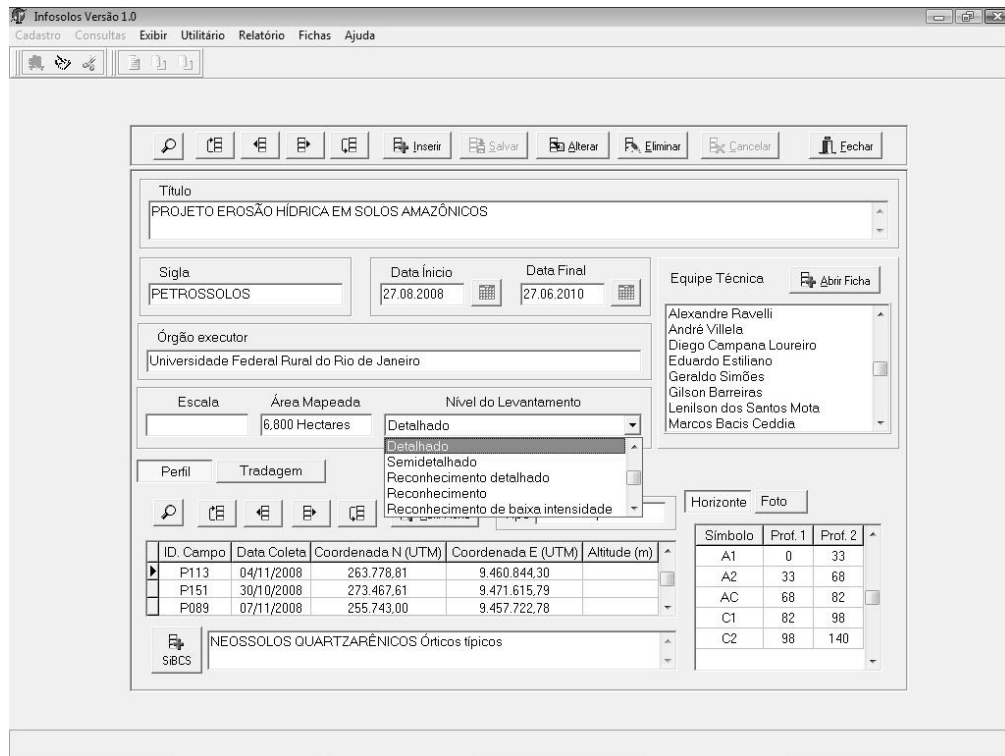 Infosolos Versão 1.0
Cadastro Consultas Exibir Utilitário Relatório Fichas Ajuda
Inserir Salvar Alterar Eliminar Cancelar Fechar
Título
PROJETO EROSÃO HÍDRICA EM SOLOS AMAZÔNICOS
Sigla
PETROSSOLOS
Data Ínicio Data Final
27.08.2008 27.06.2010
Equipe Técnica Abrir Ficha
Alexandre Ravelli
André Villela
Diego Campana Loureiro
Eduardo Estiliano
Geraldo Simões
Gilson Barreiras
Lenilson dos Santos Mota
Marcos Bacis Ceddia
Órgão executor
Universidade Federal Rural do Rio de Janeiro
Escala Área Mapeada Nível do Levantamento
6,800 Hectares Detalhado
Detalhado
Semidetalhado
Reconhecimento detalhado
Reconhecimento
Reconhecimento de baixa intensidade
Perfil Tradagem
ID. Campo Data Coleta Coordenada N (UTM) Coordenada E (UTM) Altitude (m)
P113 04/11/2008 263.778,81 9.460.844,30
P151 30/10/2008 273.467,61 9.471.615,79
P089 07/11/2008 255.743,00 9.457.722,78
SiBCS NEOSSOLOS QUARTZARÊNICOS Órticos típicos
Horizonte Foto
Símbolo Prof. 1 Prof. 2
A1 0 33
A2 33 68
AC 68 82
C1 82 98
C2 98 140